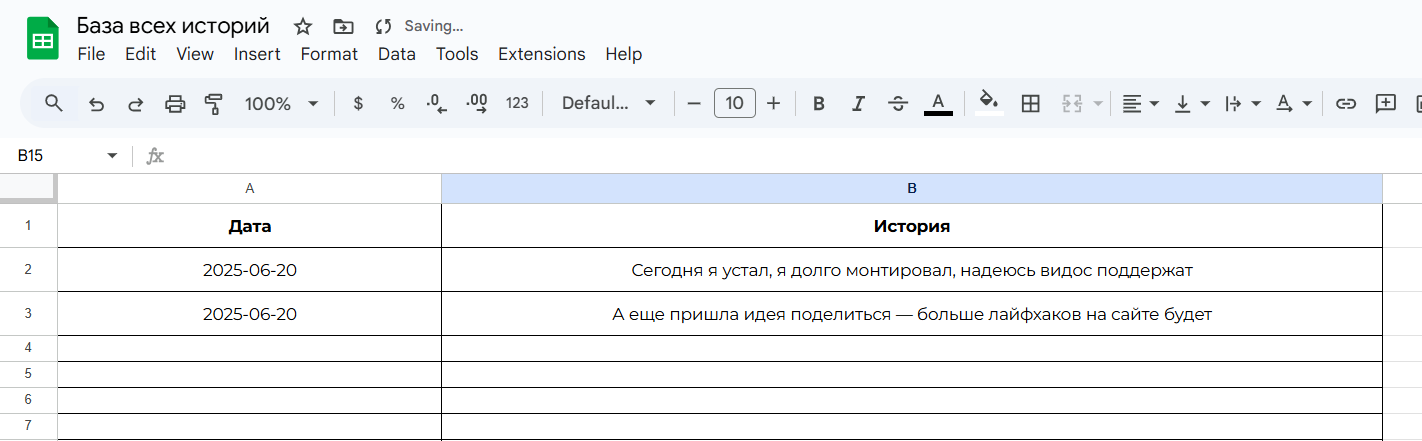 База всех историй Saving...
File Edit View Insert Format Data Tools Extensions Help
100% $ % .0 .00 123 Defaul... 10 B I A A
B15 fx
A B
1 Дата История
2 2025-06-20 Сегодня я устал, я долго монтировал, надеюсь видос поддержат
3 2025-06-20 А еще пришла идея поделиться — больше лайфхаков на сайте будет
4
5
6
7